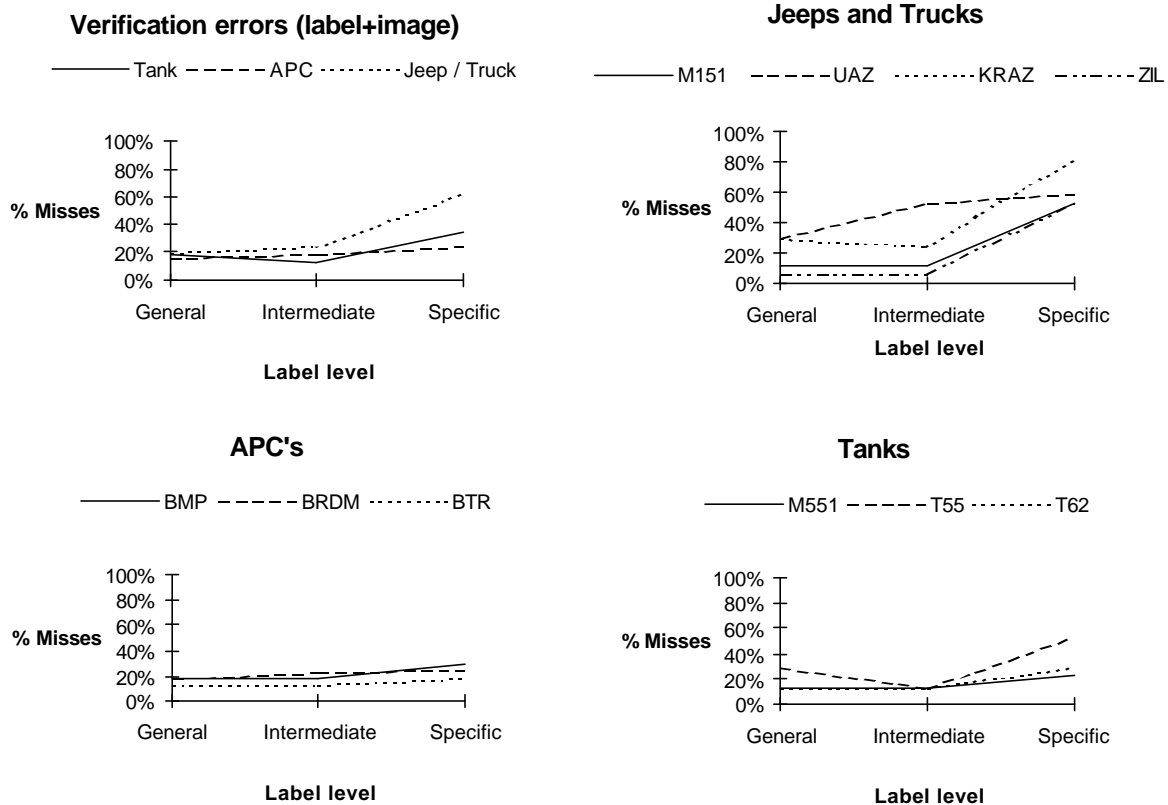 Verification errors (label+image)
Tank APC Jeep / Truck
100%
80%
60%
40%
20%
0%
% Misses
General Intermediate Specific
Label level
Jeeps and Trucks
M151 UAZ KRAZ ZIL
100%
80%
60%
40%
20%
0%
% Misses
General Intermediate Specific
Label level
APC's
BMP BRDM BTR
100%
80%
60%
40%
20%
0%
% Misses
General Intermediate Specific
Label level
Tanks
M551 T55 T62
100%
80%
60%
40%
20%
0%
% Misses
General Intermediate Specific
Label level